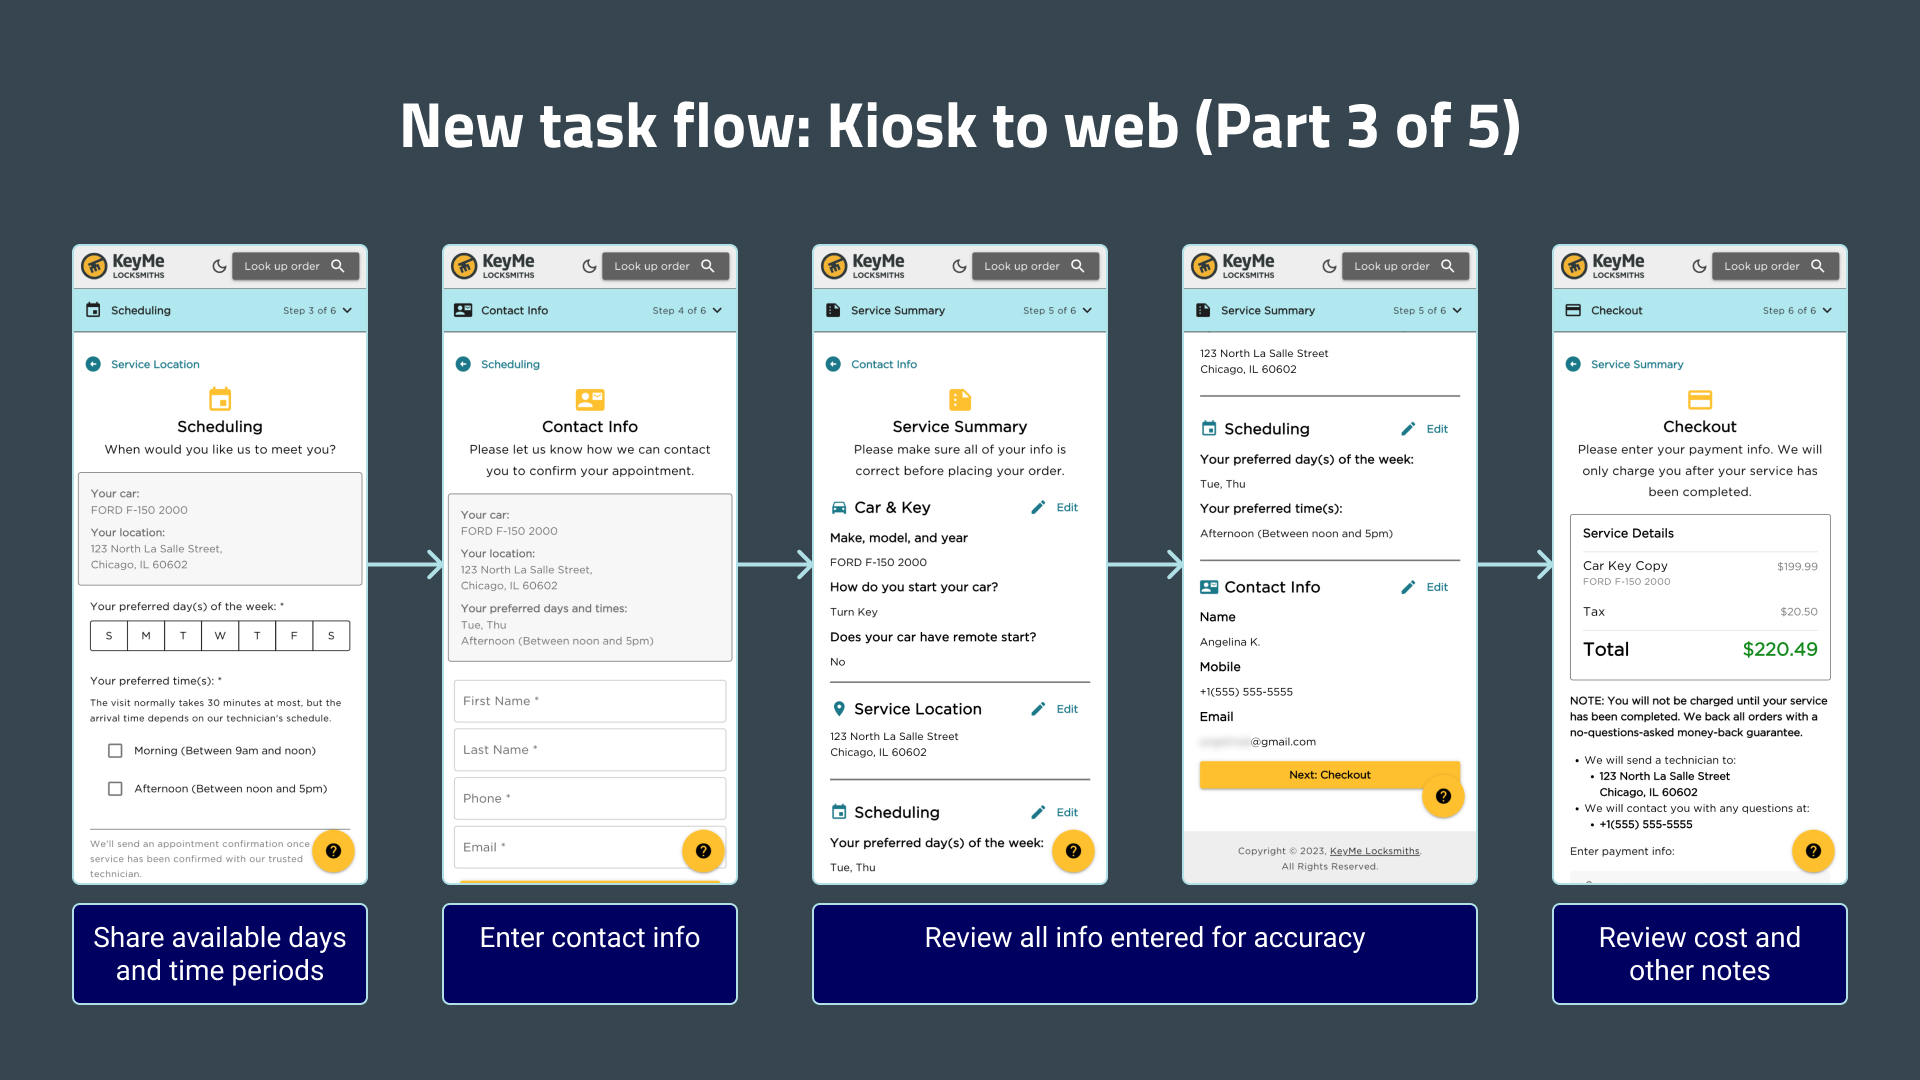 New task flow: Kiosk to web (Part 3 of 5)
KeyMe
LOCKSMITHS
Look up order
Scheduling
Step 3 of 6
Service Location
Scheduling
When would you like us to meet you?
Your car:
FORD F-150 2000
Your location:
123 North La Salle Street,
Chicago, IL 60602
Your preferred day(s) of the week: *
S M T W T F S
Your preferred time(s): *
The visit normally takes 30 minutes at most, but the
arrival time depends on our technician's schedule.
Morning (Between 9am and noon)
Afternoon (Between noon and 5pm)
We'll send an appointment confirmation once
service has been confirmed with our trusted
technician.
Share available days
and time periods
KeyMe
LOCKSMITHS
Look up order
Contact Info
Step 4 of 6
Scheduling
Contact Info
Please let us know how we can contact
you to confirm your appointment.
Your car:
FORD F-150 2000
Your location:
123 North La Salle Street,
Chicago, IL 60602
Your preferred days and times:
Tue, Thu
Afternoon (Between noon and 5pm)
First Name *
Last Name *
Phone *
Email *
Enter contact info
KeyMe
LOCKSMITHS
Look up order
Service Summary
Step 5 of 6
Contact Info
Service Summary
Please make sure all of your info is
correct before placing your order.
Car & Key
Edit
Make, model, and year
FORD F-150 2000
How do you start your car?
Turn Key
Does your car have remote start?
No
Service Location
Edit
123 North La Salle Street
Chicago, IL 60602
Scheduling
Edit
Your preferred day(s) of the week:
Tue, Thu
KeyMe
LOCKSMITHS
Look up order
Service Summary
Step 5 of 6
123 North La Salle Street
Chicago, IL 60602
Scheduling
Edit
Your preferred day(s) of the week:
Tue, Thu
Your preferred time(s):
Afternoon (Between noon and 5pm)
Contact Info
Edit
Name
Angelina K.
Mobile
+1(555) 555-5555
Email
@gmail.com
Next: Checkout
Copyright © 2023, KeyMe Locksmiths.
All Rights Reserved.
Review all info entered for accuracy
KeyMe
LOCKSMITHS
Look up order
Checkout
Step 6 of 6
Service Summary
Checkout
Please enter your payment info. We will
only charge you after your service has
been completed.
Service Details
Car Key Copy $199.99
FORD F-150 2000
Tax $20.50
Total $220.49
NOTE: You will not be charged until your service
has been completed. We back all orders with a
no-questions-asked money-back guarantee.
• We will send a technician to:
• 123 North La Salle Street
Chicago, IL 60602
• We will contact you with any questions at:
• +1(555) 555-5555
Enter payment info:
Review cost and
other notes